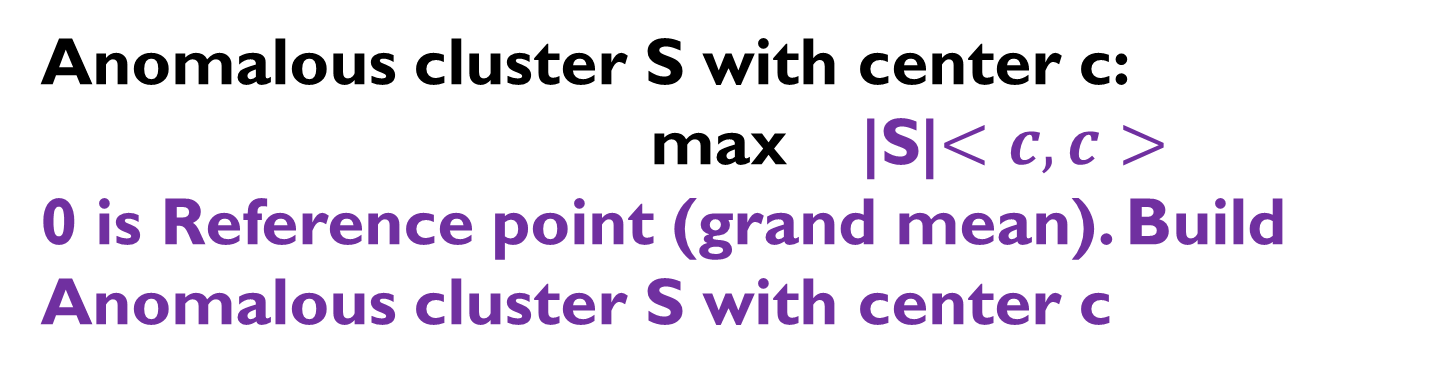 Anomalous cluster S with center c:
max |S|< c, c >
0 is Reference point (grand mean). Build
Anomalous cluster S with center c